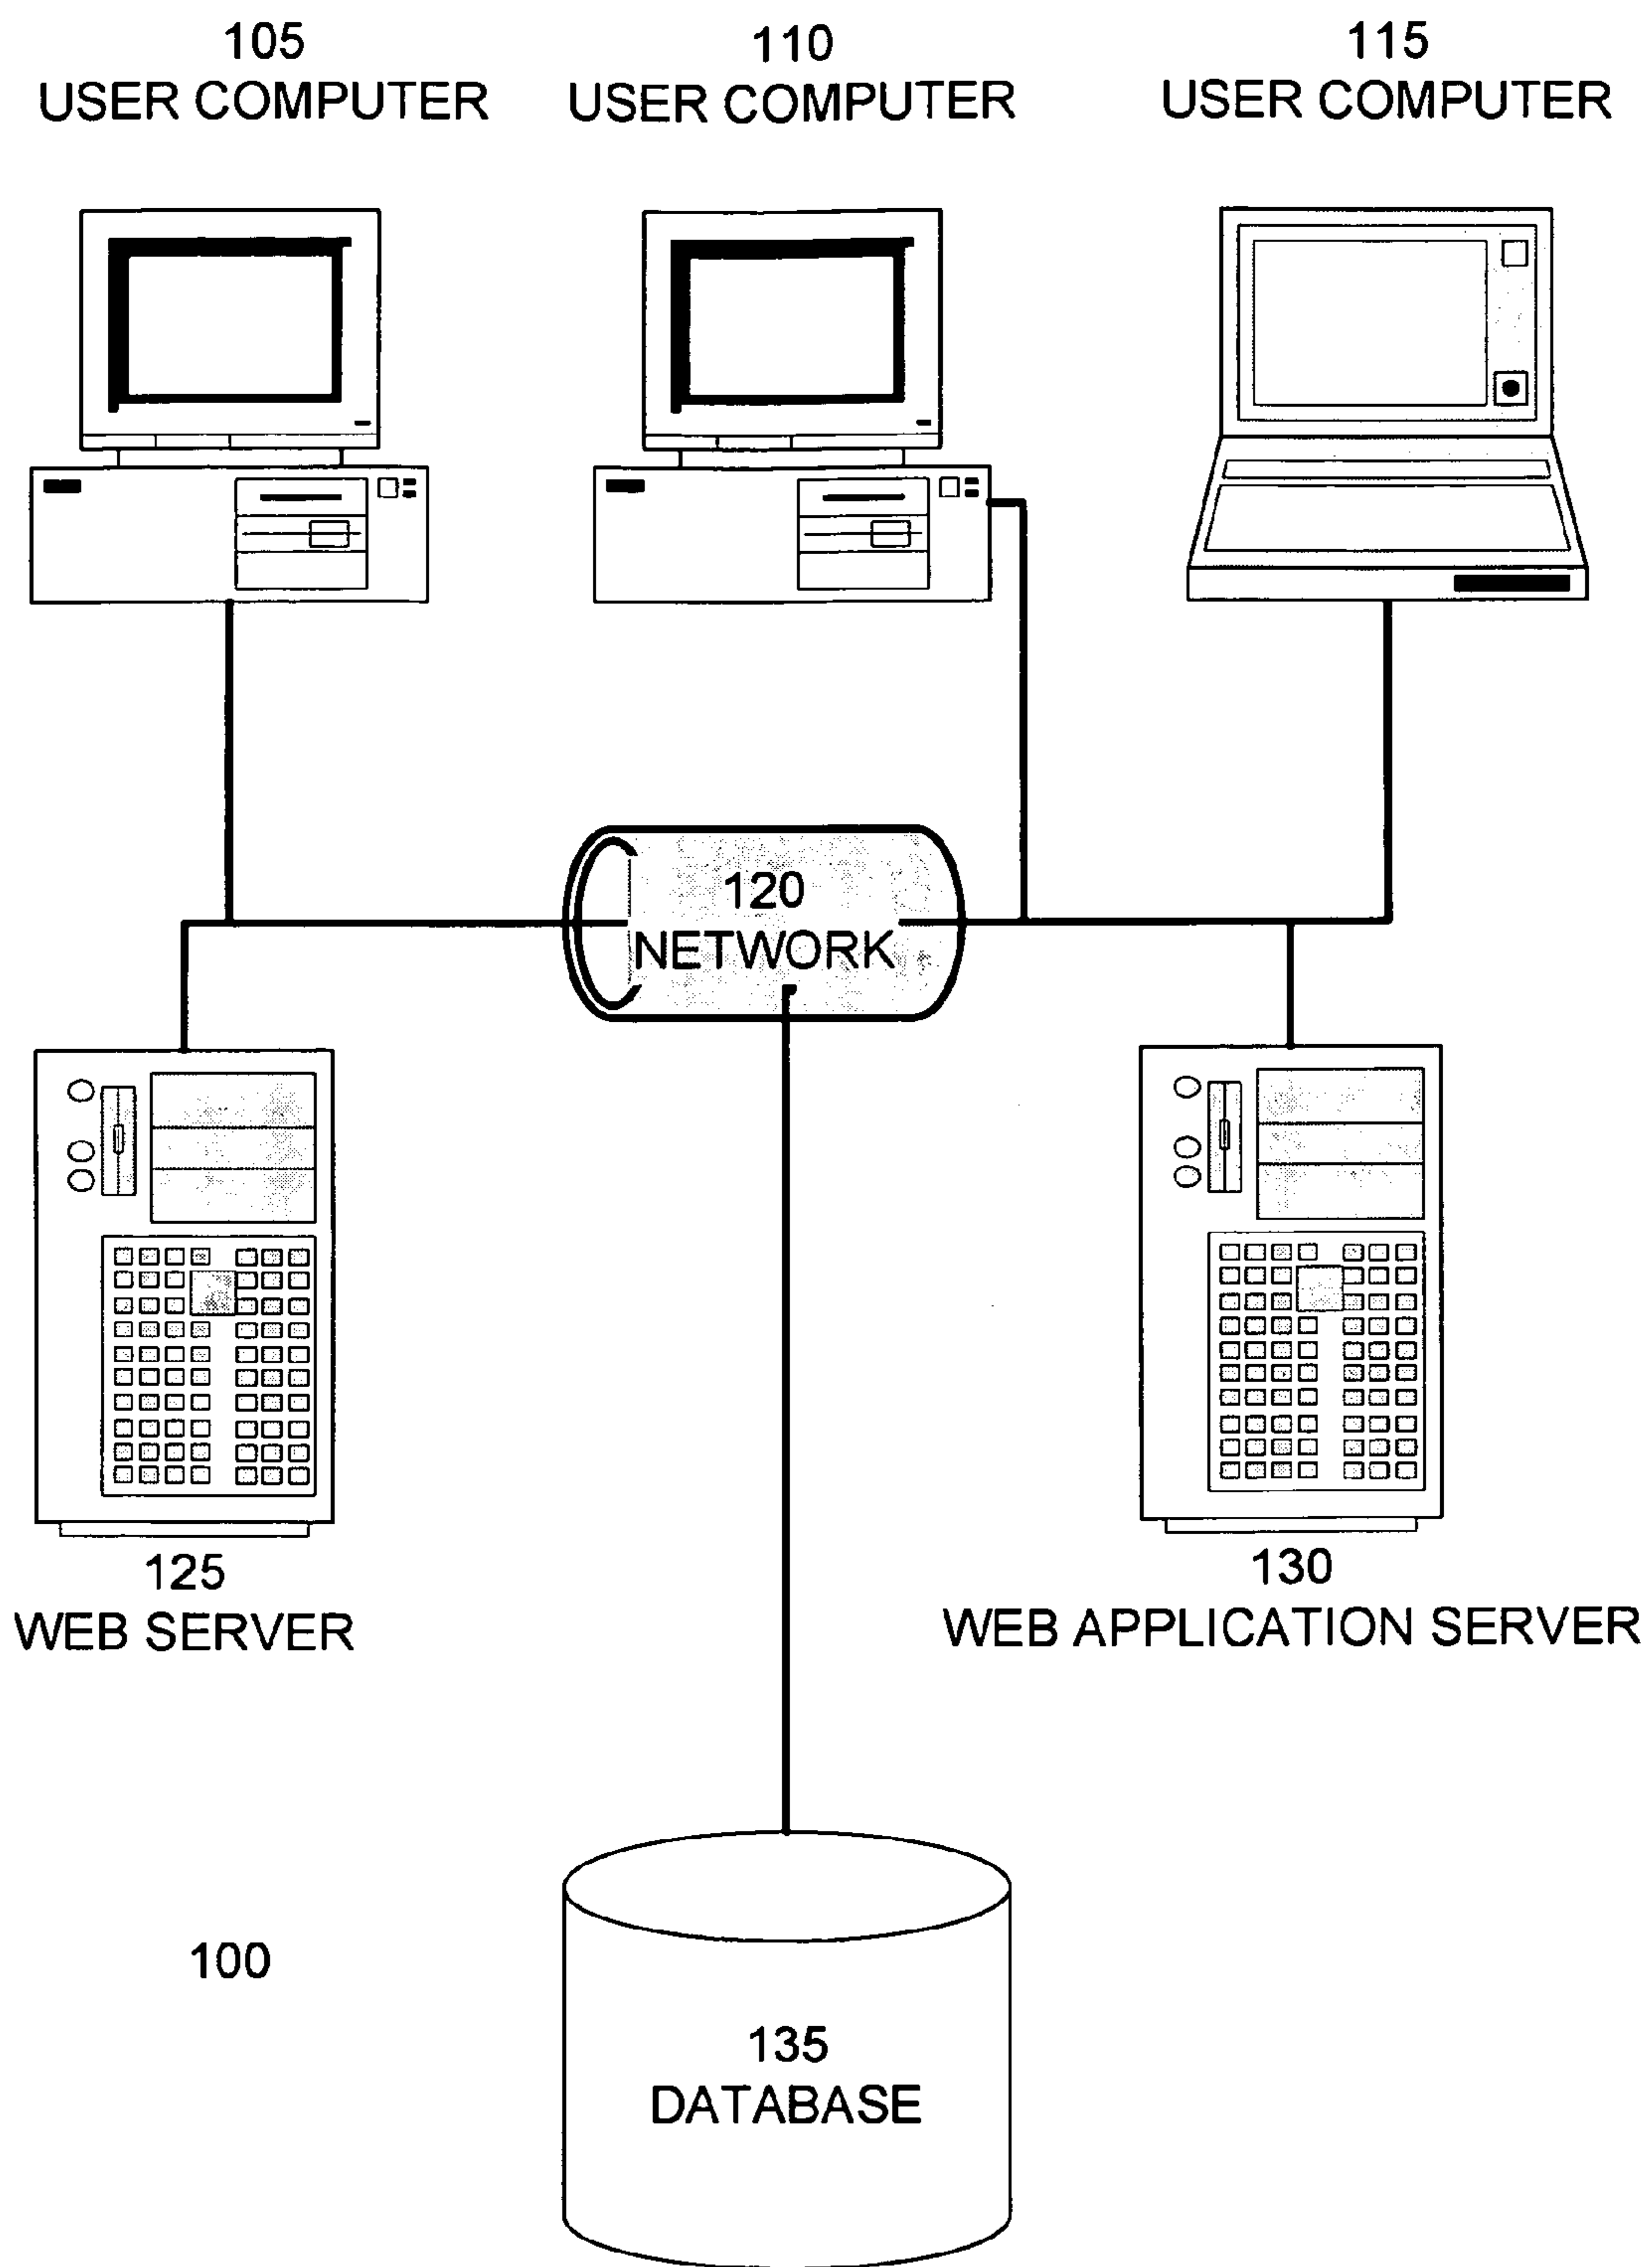 105
USER COMPUTER
110
USER COMPUTER
115
USER COMPUTER
120
NETWORK
125
WEB SERVER
130
WEB APPLICATION SERVER
100
135
DATABASE